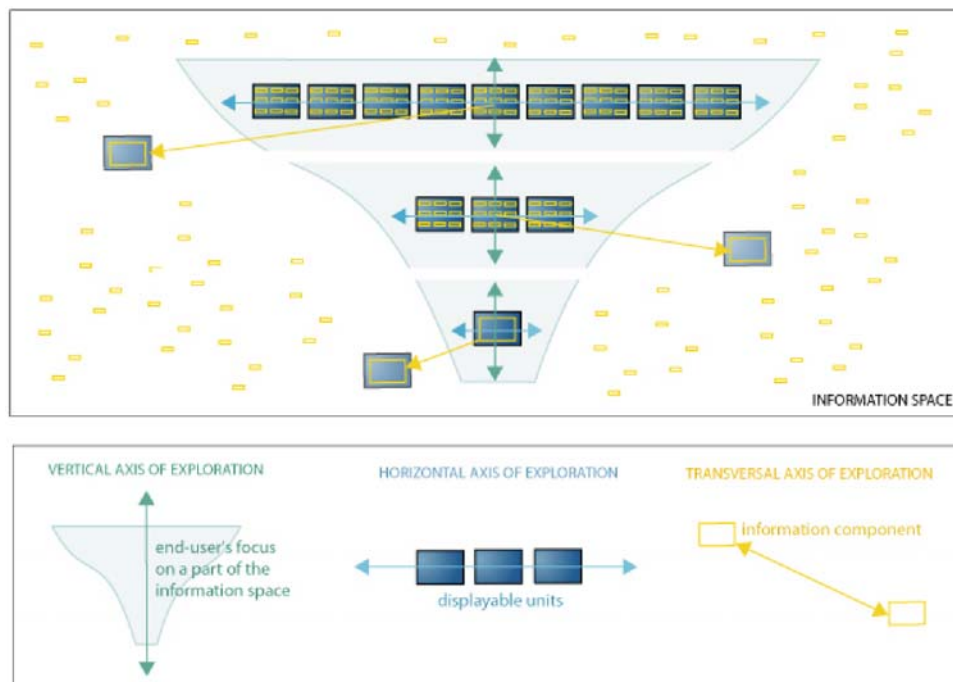 INFORMATION SPACE
VERTICAL AXIS OF EXPLORATION
HORIZONTAL AXIS OF EXPLORATION
TRANSVERSAL AXIS OF EXPLORATION
end-user's focus
on a part of the
information space
displayable units
information component